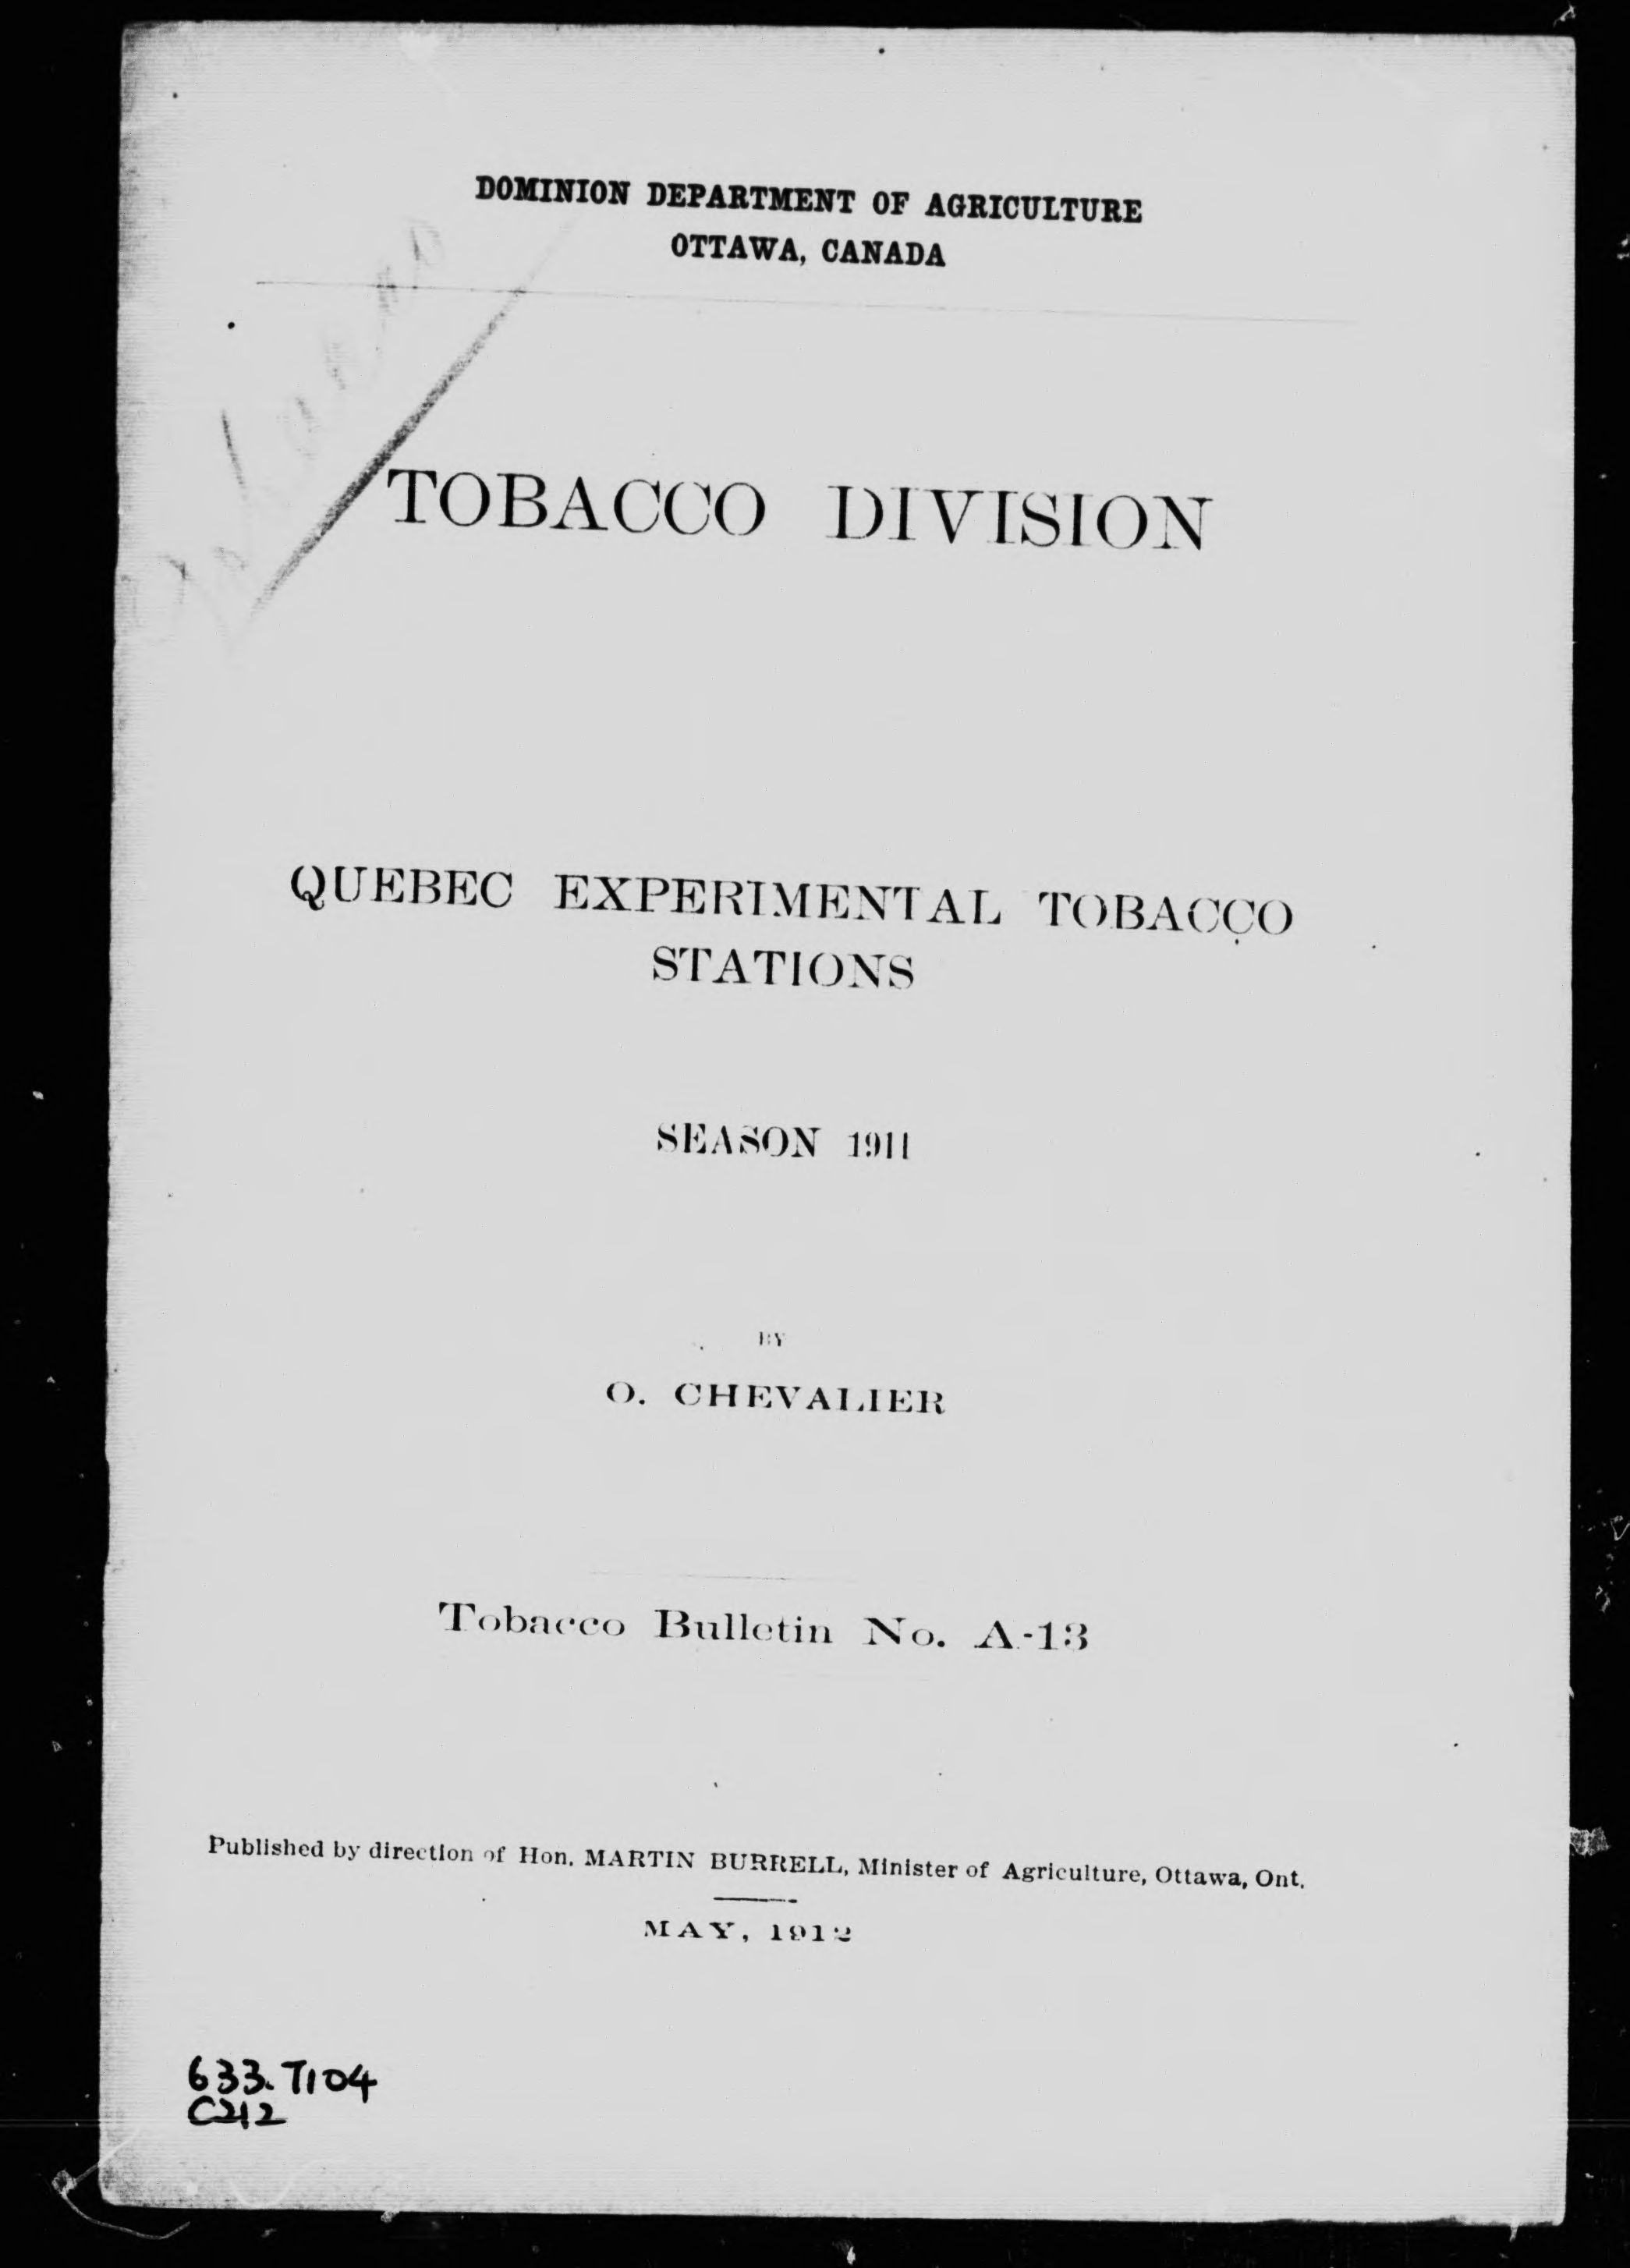 DOMINION DEPARTMENT OF AGRICULTURE
OTTAWA, CANADA
TOBACCO DIVISION
QUEBEC EXPERIMENTAL TOBACCO
STATIONS
SEASON 1911
BY
O. CHEVALIER
Tobacco Bulletin No. A-13
Published by direction of Hon. MARTIN BURRELL, Minister of Agriculture, Ottawa, Ont.
MAY, 1912
633.T104
C212